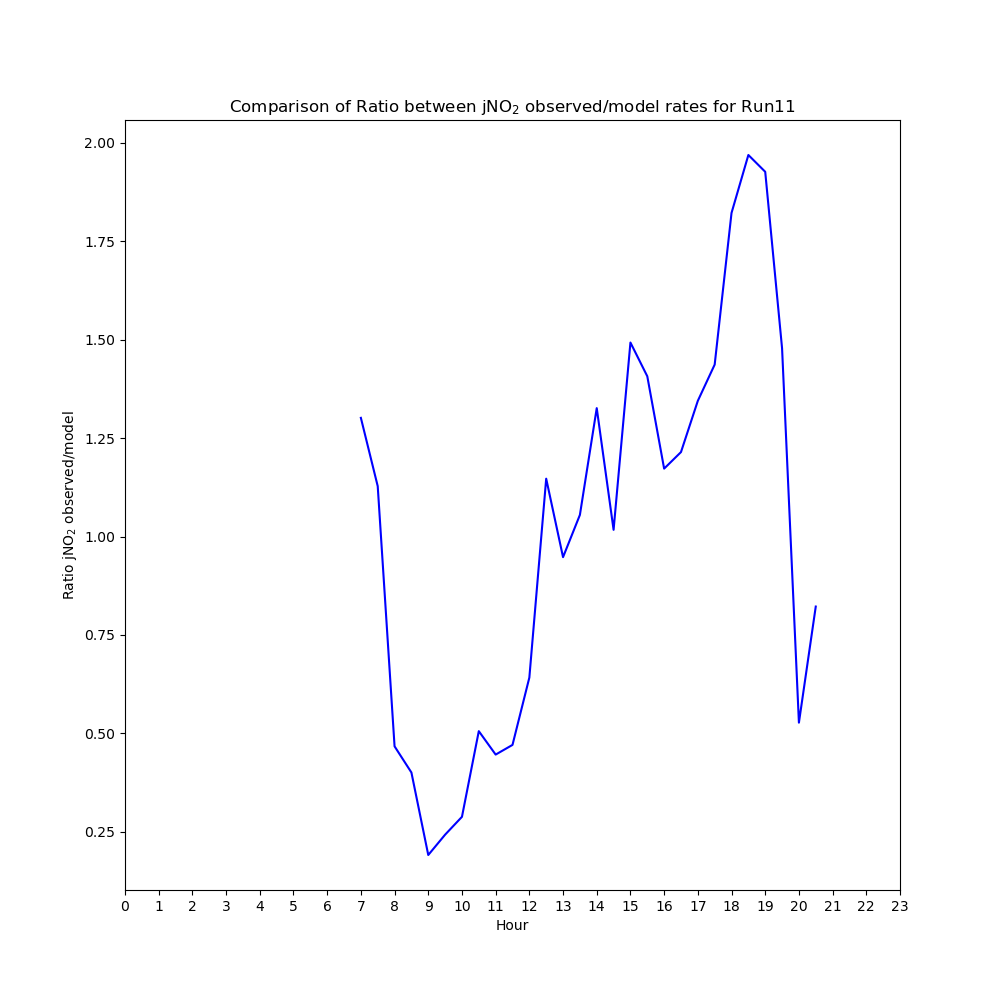 Comparison of Ratio between jNO₂ observed/model rates for Run11
2.00
1.75
1.50
1.25
1.00
0.75
0.50
0.25
Ratio jNO₂ observed/model
0 1 2 3 4 5 6 7 8 9 10 11 12 13 14 15 16 17 18 19 20 21 22 23
Hour